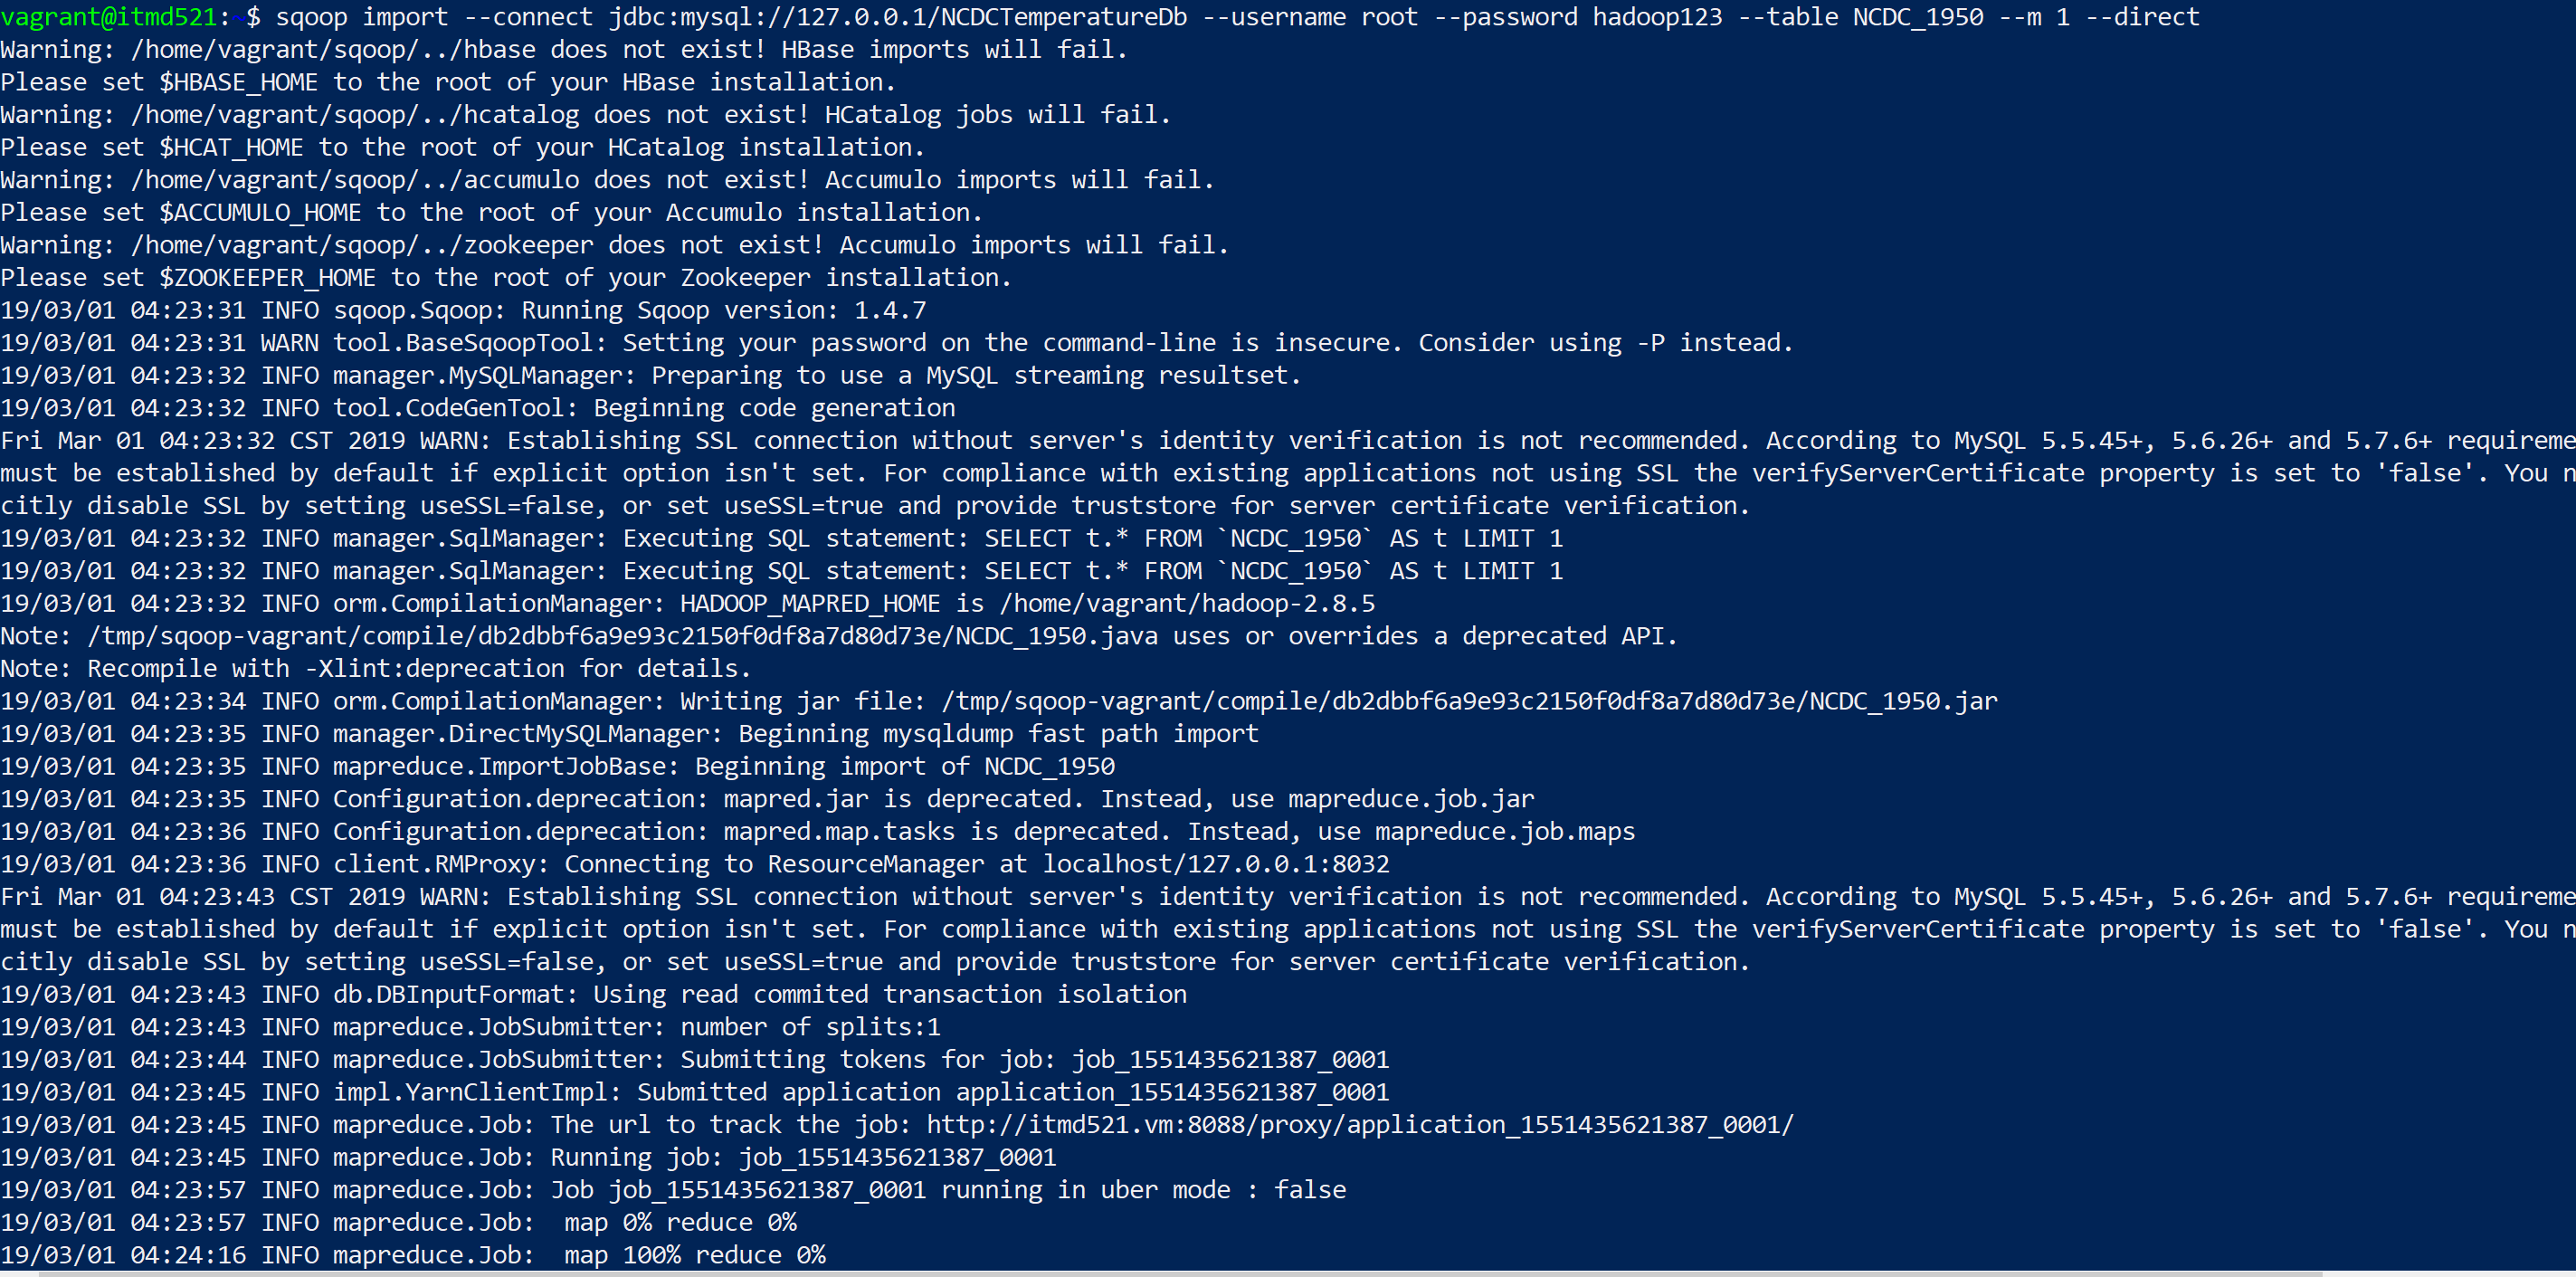 vagrant@itmd521:~$ sqoop import --connect jdbc:mysql://127.0.0.1/NCDCTemperatureDb --username root --password hadoop123 --table NCDC_1950 --m 1 --direct
Warning: /home/vagrant/sqoop/../hbase does not exist! HBase imports will fail.
Please set $HBASE_HOME to the root of your HBase installation.
Warning: /home/vagrant/sqoop/../hcatalog does not exist! HCatalog jobs will fail.
Please set $HCAT_HOME to the root of your HCatalog installation.
Warning: /home/vagrant/sqoop/../accumulo does not exist! Accumulo imports will fail.
Please set $ACCUMULO_HOME to the root of your Accumulo installation.
Warning: /home/vagrant/sqoop/../zookeeper does not exist! Accumulo imports will fail.
Please set $ZOOKEEPER_HOME to the root of your Zookeeper installation.
19/03/01 04:23:31 INFO sqoop.Sqoop: Running Sqoop version: 1.4.7
19/03/01 04:23:31 WARN tool.BaseSqoopTool: Setting your password on the command-line is insecure. Consider using -P instead.
19/03/01 04:23:32 INFO manager.MySQLManager: Preparing to use a MySQL streaming resultset.
19/03/01 04:23:32 INFO tool.CodeGenTool: Beginning code generation
Fri Mar 01 04:23:32 CST 2019 WARN: Establishing SSL connection without server's identity verification is not recommended. According to MySQL 5.5.45+, 5.6.26+ and 5.7.6+ requireme
must be established by default if explicit option isn't set. For compliance with existing applications not using SSL the verifyServerCertificate property is set to 'false'. You n
citly disable SSL by setting useSSL=false, or set useSSL=true and provide truststore for server certificate verification.
19/03/01 04:23:32 INFO manager.SqlManager: Executing SQL statement: SELECT t.* FROM `NCDC_1950` AS t LIMIT 1
19/03/01 04:23:32 INFO manager.SqlManager: Executing SQL statement: SELECT t.* FROM `NCDC_1950` AS t LIMIT 1
19/03/01 04:23:32 INFO orm.CompilationManager: HADOOP_MAPRED_HOME is /home/vagrant/hadoop-2.8.5
Note: /tmp/sqoop-vagrant/compile/db2dbbf6a9e93c2150f0df8a7d80d73e/NCDC_1950.java uses or overrides a deprecated API.
Note: Recompile with -Xlint:deprecation for details.
19/03/01 04:23:34 INFO orm.CompilationManager: Writing jar file: /tmp/sqoop-vagrant/compile/db2dbbf6a9e93c2150f0df8a7d80d73e/NCDC_1950.jar
19/03/01 04:23:35 INFO manager.DirectMySQLManager: Beginning mysqldump fast path import
19/03/01 04:23:35 INFO mapreduce.ImportJobBase: Beginning import of NCDC_1950
19/03/01 04:23:35 INFO Configuration.deprecation: mapred.jar is deprecated. Instead, use mapreduce.job.jar
19/03/01 04:23:36 INFO Configuration.deprecation: mapred.map.tasks is deprecated. Instead, use mapreduce.job.maps
19/03/01 04:23:36 INFO client.RMProxy: Connecting to ResourceManager at localhost/127.0.0.1:8032
Fri Mar 01 04:23:43 CST 2019 WARN: Establishing SSL connection without server's identity verification is not recommended. According to MySQL 5.5.45+, 5.6.26+ and 5.7.6+ requireme
must be established by default if explicit option isn't set. For compliance with existing applications not using SSL the verifyServerCertificate property is set to 'false'. You n
citly disable SSL by setting useSSL=false, or set useSSL=true and provide truststore for server certificate verification.
19/03/01 04:23:43 INFO db.DBInputFormat: Using read commited transaction isolation
19/03/01 04:23:43 INFO mapreduce.JobSubmitter: number of splits:1
19/03/01 04:23:44 INFO mapreduce.JobSubmitter: Submitting tokens for job: job_1551435621387_0001
19/03/01 04:23:45 INFO impl.YarnClientImpl: Submitted application application_1551435621387_0001
19/03/01 04:23:45 INFO mapreduce.Job: The url to track the job: http://itmd521.vm:8088/proxy/application_1551435621387_0001/
19/03/01 04:23:45 INFO mapreduce.Job: Running job: job_1551435621387_0001
19/03/01 04:23:57 INFO mapreduce.Job: Job job_1551435621387_0001 running in uber mode : false
19/03/01 04:23:57 INFO mapreduce.Job:  map 0% reduce 0%
19/03/01 04:24:16 INFO mapreduce.Job:  map 100% reduce 0%